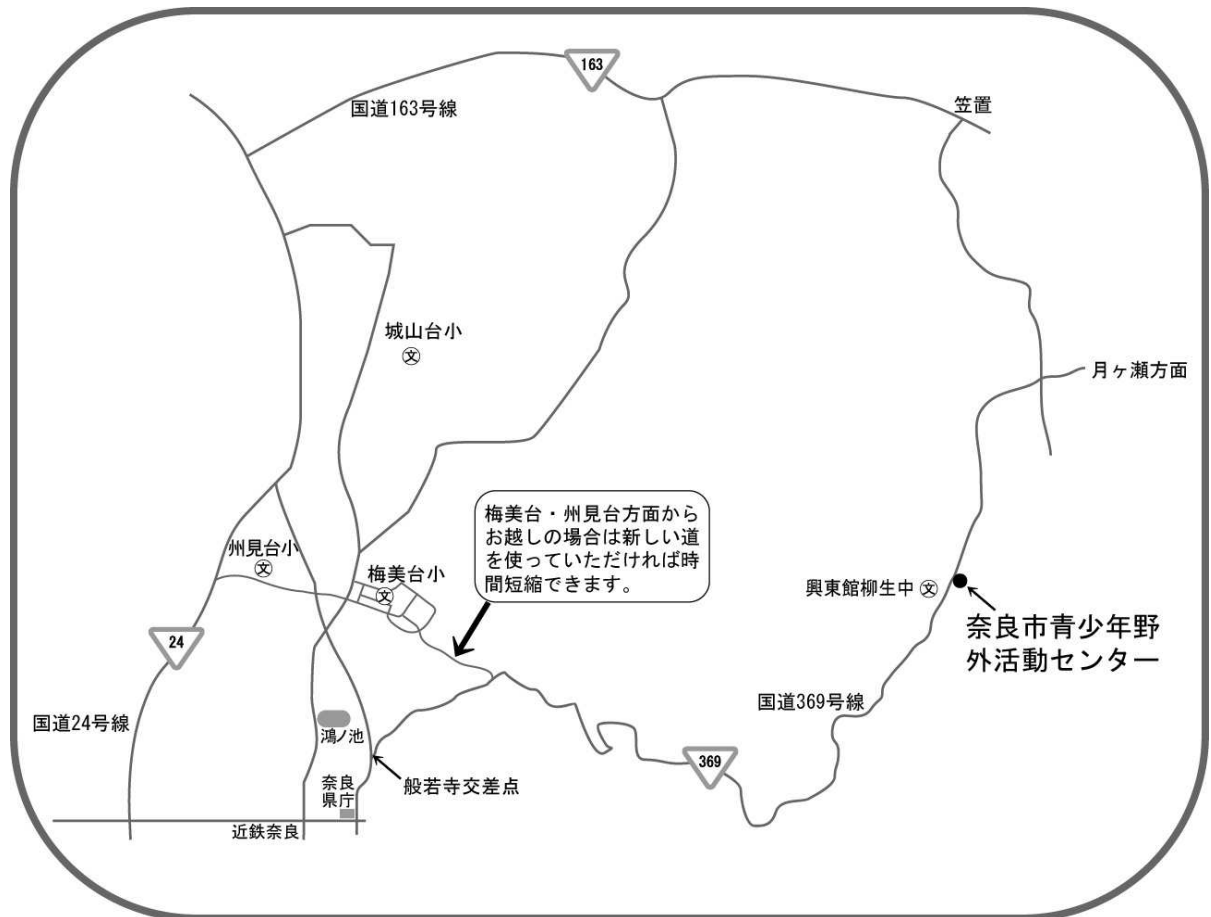 163
国道163号線
笠置
城山台小
文
月ヶ瀬方面
梅美台・州見台方面から
お越しの場合は新しい道
を使っていただければ時
間短縮できます。
州見台小
文
梅美台小
文
興東館柳生中 文
奈良市青少年野
外活動センター
24
国道24号線
国道369号線
鴻ノ池
369
般若寺交差点
奈良
県庁
近鉄奈良